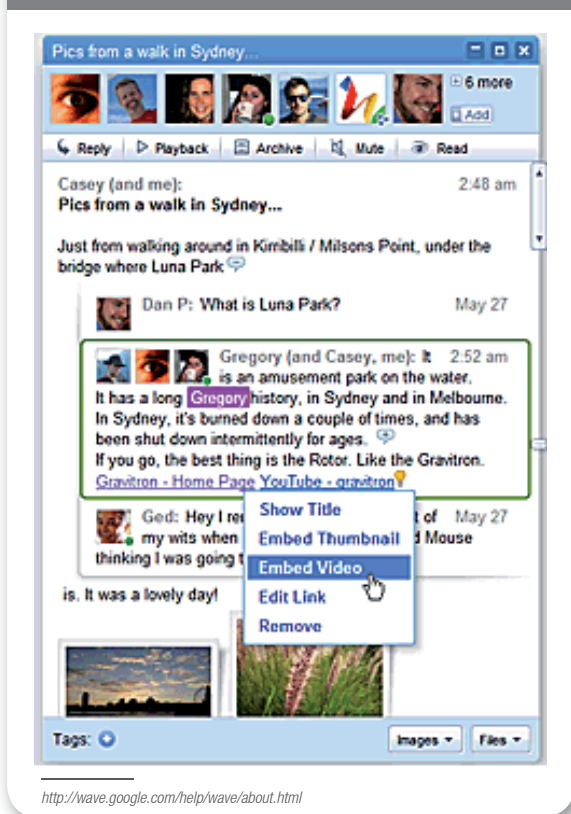 Pics from a walk in Sydney...
6 more
Add
Reply Playback Archive Mute Read
Casey (and me): 2:48 am
Pics from a walk in Sydney...
Just from walking around in Kirribilli / Milsons Point, under the
bridge where Luna Park
Dan P: What is Luna Park? May 27
Gregory (and Casey, me): It 2:52 am
is an amusement park on the water.
It has a long Gregory history, in Sydney and in Melbourne.
In Sydney, it's burned down a couple of times, and has
been shut down intermittently for ages.
If you go, the best thing is the Rotor. Like the Gravitron.
Gravitron - Home Page YouTube - gravitron
Show Title
Embed Thumbnail
Embed Video
Edit Link
Remove
Ged: Hey I t of May 27
my wits when d Mouse
thinking I was going
is. It was a lovely day!
Tags: Images Files
http://wave.google.com/help/wave/about.html